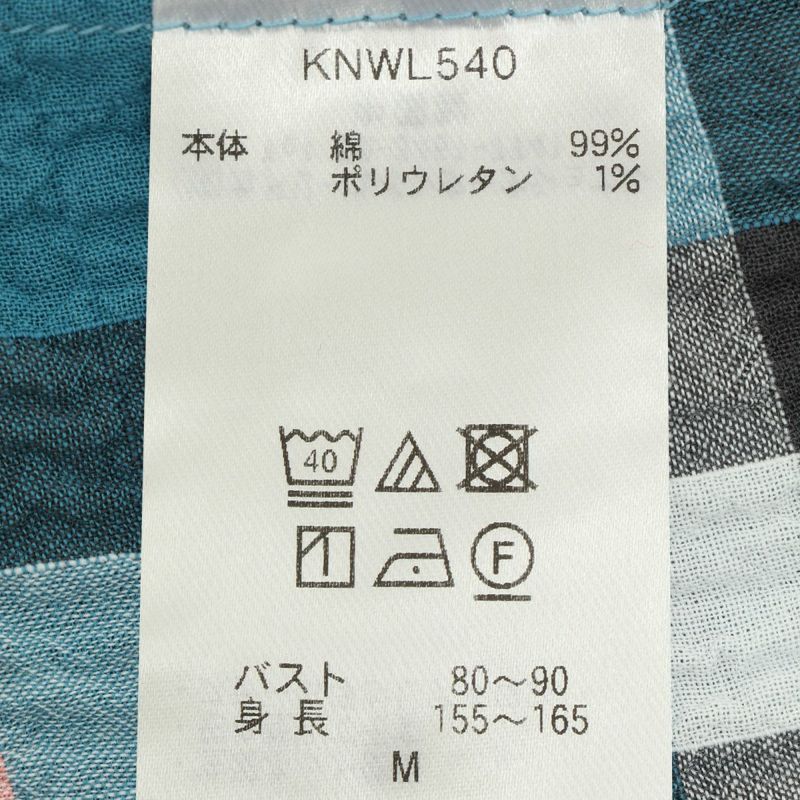 KNWL540
本体 綿 99%
ポリウレタン 1%
40
F
バスト 80～90
身長 155～165
M